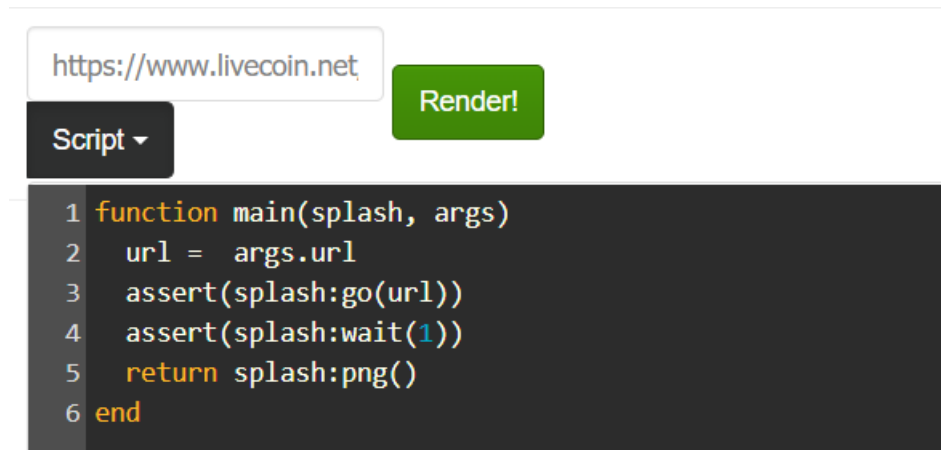 https://www.livecoin.net
Render!
Script
1 function main(splash, args)
2 url = args.url
3 assert(splash:go(url))
4 assert(splash:wait(1))
5 return splash:png()
6 end